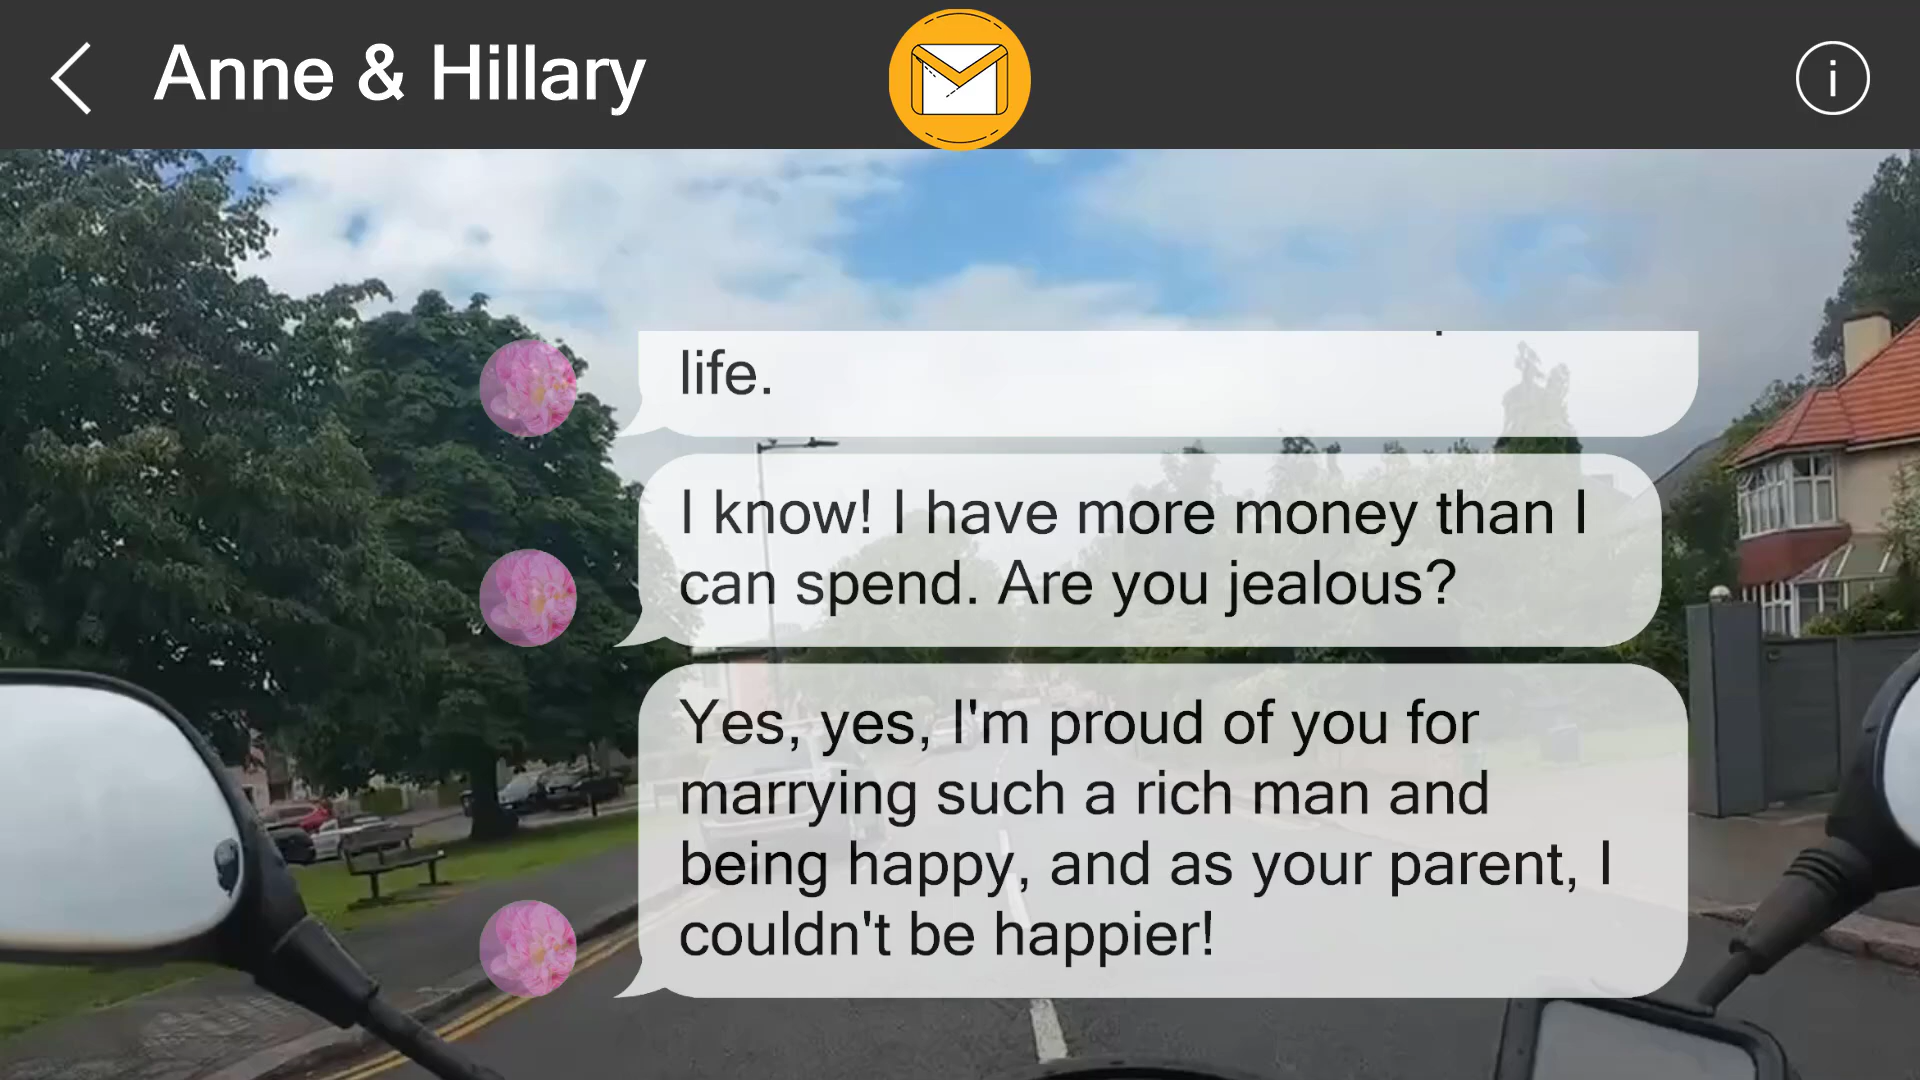 Anne & Hillary
life.
I know! I have more money than I
can spend. Are you jealous?
Yes, yes, I'm proud of you for
marrying such a rich man and
being happy, and as your parent, I
couldn't be happier!